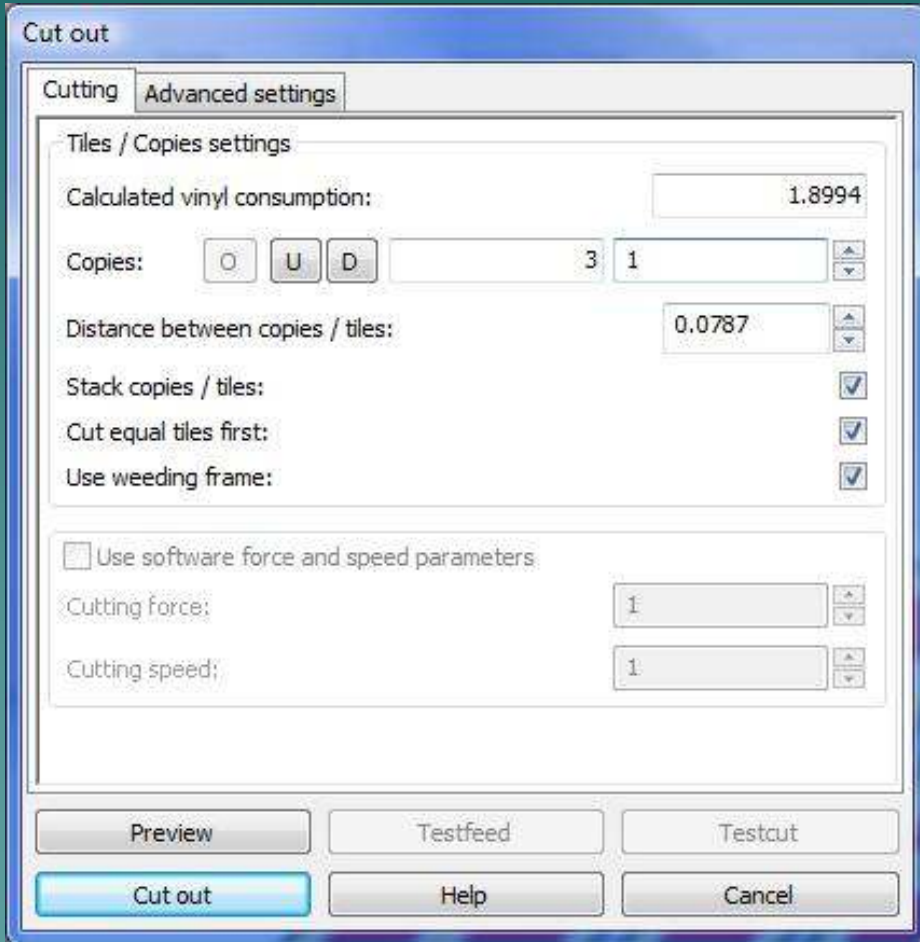 Cut out
Cutting Advanced settings
Tiles / Copies settings
Calculated vinyl consumption: 1.8994
Copies: O U D 3 1
Distance between copies / tiles: 0.0787
Stack copies / tiles:
Cut equal tiles first:
Use weeding frame:
Use software force and speed parameters
Cutting force: 1
Cutting speed: 1
Preview Testfeed Testcut
Cut out Help Cancel